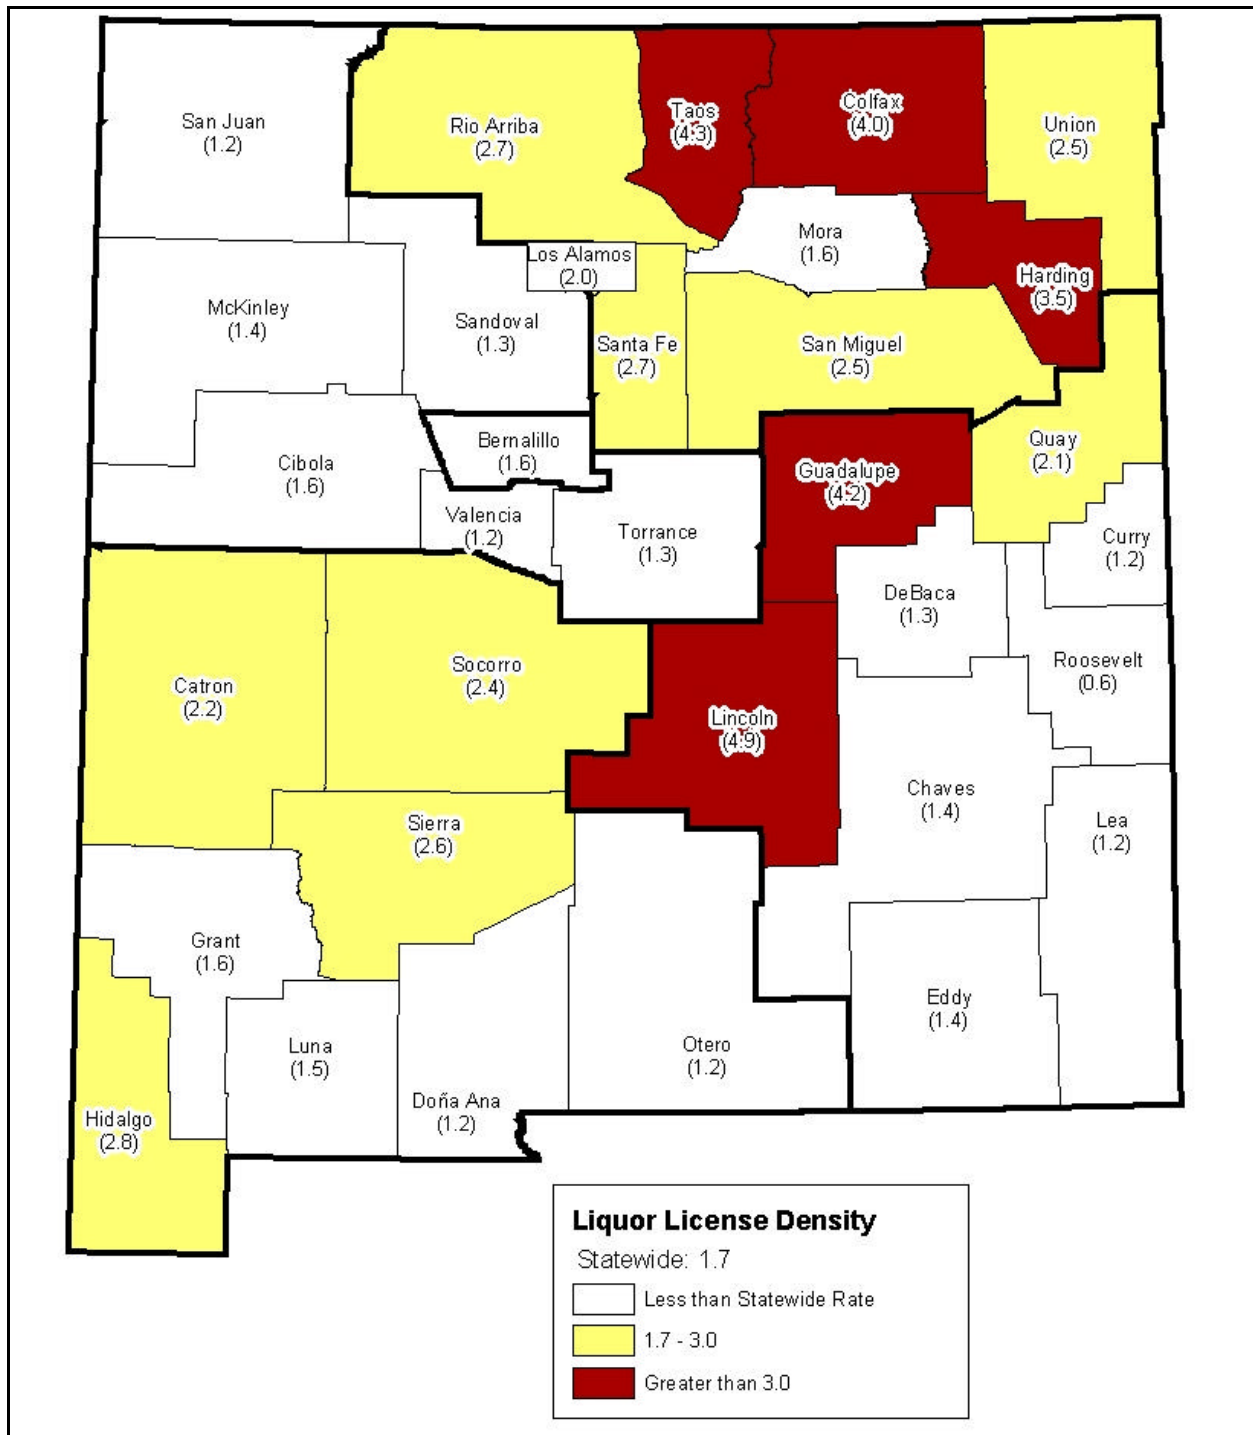 San Juan
(1.2)
Rio Arriba
(2.7)
Taos
(4.3)
Colfax
(4.0)
Union
(2.5)
Mora
(1.6)
Los Alamos
(2.0)
Harding
(3.5)
McKinley
(1.4)
Sandoval
(1.3)
Santa Fe
(2.7)
San Miguel
(2.5)
Quay
(2.1)
Bernalillo
(1.6)
Cibola
(1.6)
Guadalupe
(4.2)
Valencia
(1.2)
Torrance
(1.3)
Curry
(1.2)
DeBaca
(1.3)
Roosevelt
(0.6)
Socorro
(2.4)
Catron
(2.2)
Lincoln
(4.9)
Chaves
(1.4)
Lea
(1.2)
Sierra
(2.6)
Grant
(1.6)
Eddy
(1.4)
Luna
(1.5)
Otero
(1.2)
Doña Ana
(1.2)
Hidalgo
(2.8)
Liquor License Density
Statewide: 1.7
Less than Statewide Rate
1.7 - 3.0
Greater than 3.0